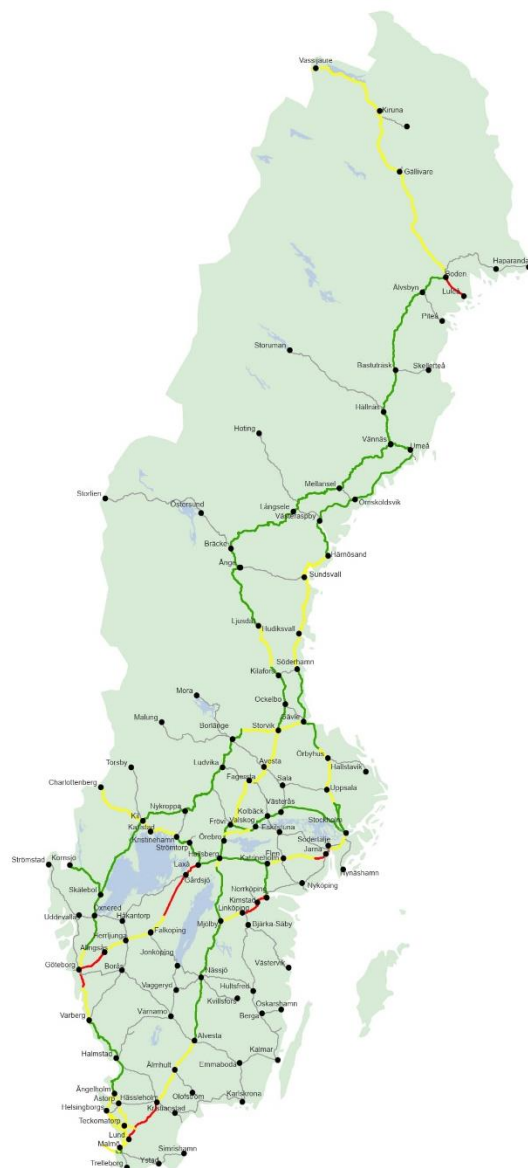 Vassijaure
Kiruna
Gällivare
Boden
Haparanda
Luleå
Älvsbyn
Piteå
Storuman
Bastuträsk
Skellefteå
Hällnäs
Hoting
Vännäs
Umeå
Mellansel
Storlien
Östersund
Långsele
Örnsköldsvik
Västeraspby
Bräcke
Härnösand
Ånge
Sundsvall
Ljusdal
Hudiksvall
Kilafors
Söderhamn
Mora
Ockelbo
Malung
Borlänge
Storvik
Gävle
Örbyhus
Torsby
Ludvika
Avesta
Hallstavik
Charlottenberg
Fagersta
Sala
Uppsala
Nykroppa
Kil
Kolbäck
Västerås
Karlstad
Frövi
Valskog
Stockholm
Kristinehamn
Örebro
Eskilstuna
Strömstad
Kornsjö
Strömtorp
Hallsberg
Södertälje
Flen
Järna
Laxå
Katrineholm
Nynäshamn
Skälebol
Gårdsjö
Nyköping
Öxnered
Norrköping
Kimstad
Uddevalla
Håkantorp
Linköping
Mjölby
Bjärka-Säby
Herrljunga
Falköping
Alingsås
Jönköping
Västervik
Göteborg
Borås
Nässjö
Vaggeryd
Hultsfred
Kvillsfors
Oskarshamn
Varberg
Värnamo
Berga
Alvesta
Kalmar
Halmstad
Älmhult
Emmaboda
Ängelholm
Olofström
Åstorp
Hässleholm
Karlskrona
Helsingborgs
Kristianstad
Teckomatorp
Lund
Malmö
Simrishamn
Ystad
Trelleborg